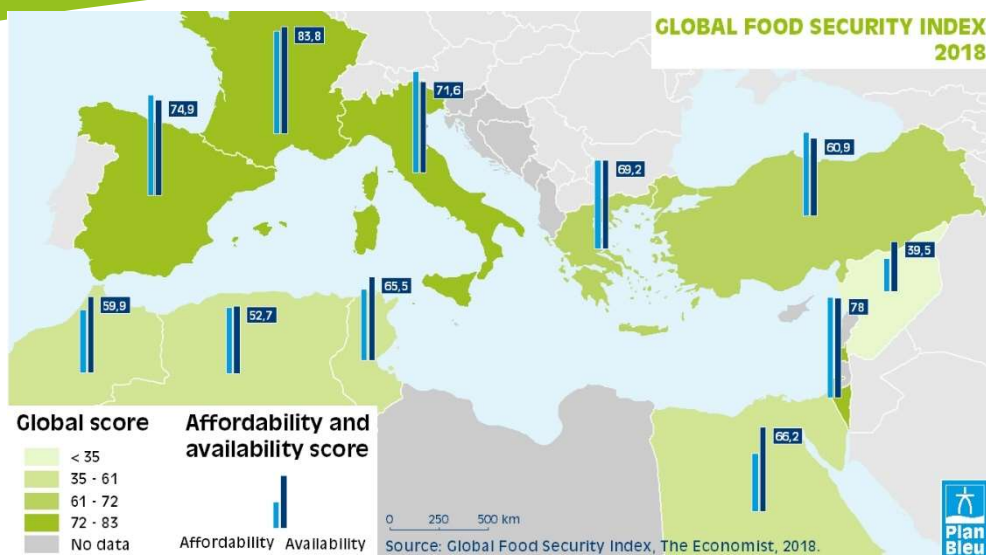 GLOBAL FOOD SECURITY INDEX
2018
83,8
74,9
71,6
69,2
60,9
39,5
65,5
59,9
52,7
78
66,2
Global score
< 35
35 - 61
61 - 72
72 - 83
No data
Affordability and
availability score
Affordability Availability
0 250 500 km
Source: Global Food Security Index, The Economist, 2018.
Plan
Bleu